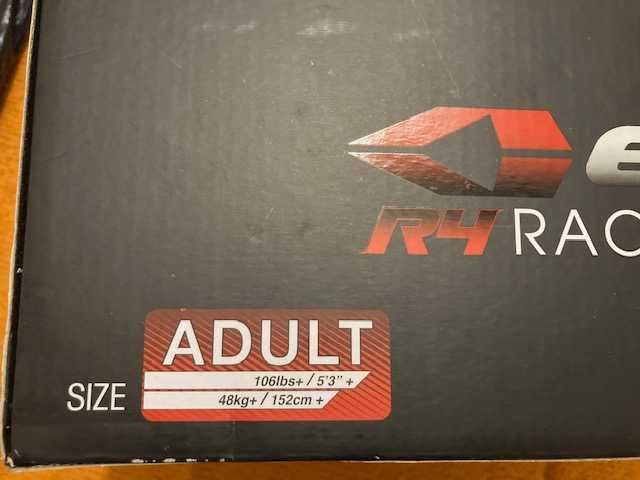 R4 RAC
SIZE
ADULT
106lbs+ / 5'3" +
48kg+ / 152cm +